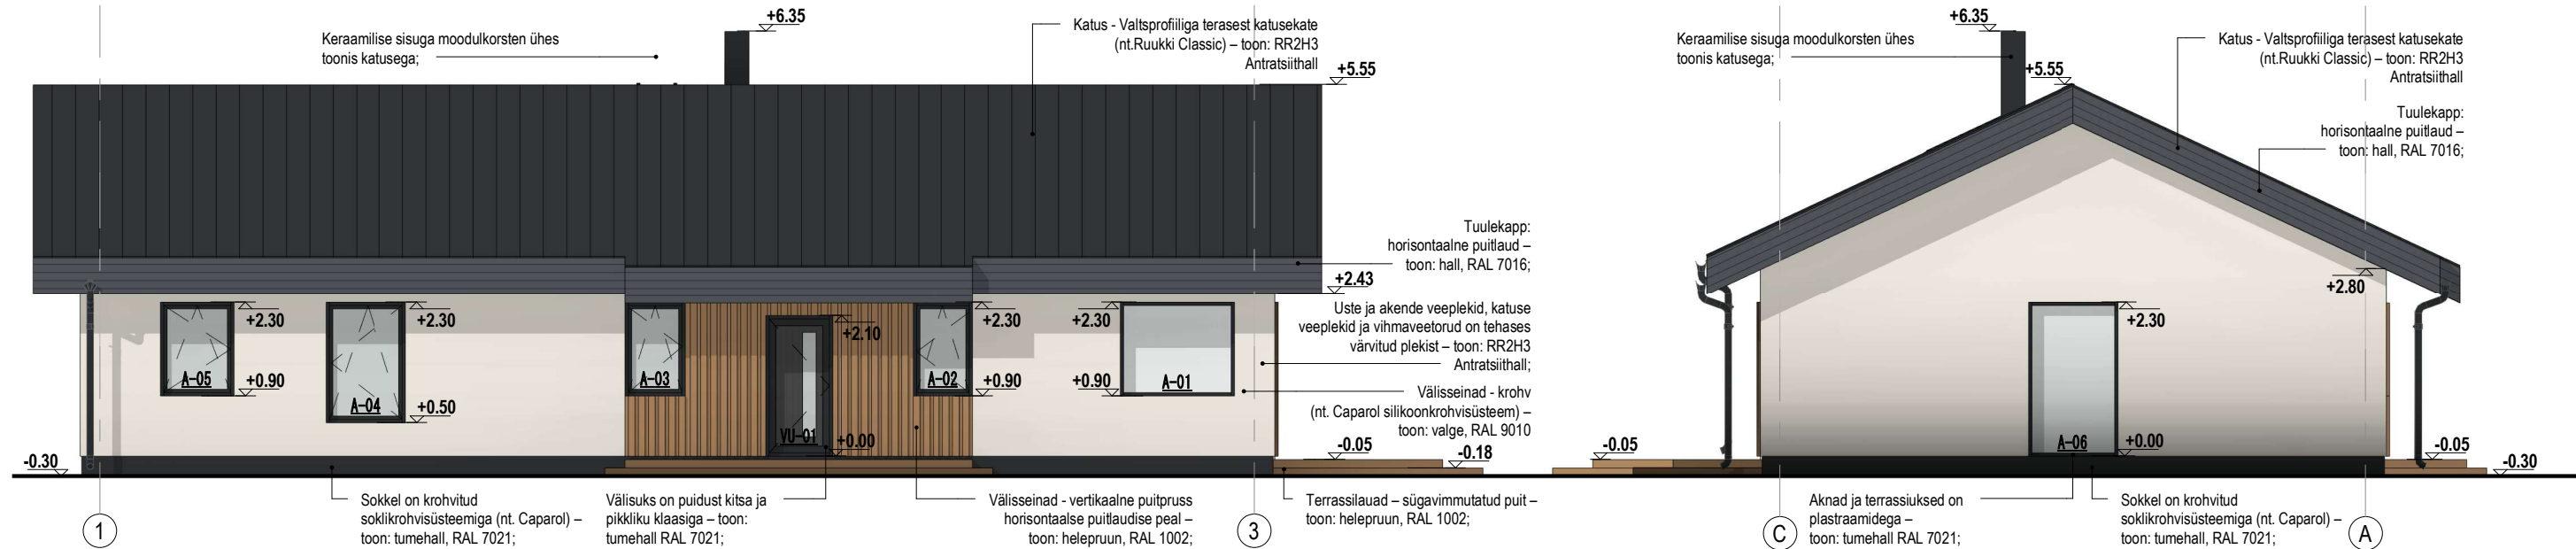 +6.35
Keraamilise sisuga moodulkorsten ühes
toonis katusega;
Katus - Valtsprofiiliga terasest katusekate
(nt.Ruukki Classic) – toon: RR2H3
Antratsiithall
+5.55
Tuulekapp:
horisontaalne puitlaud –
toon: hall, RAL 7016;
+2.43
Uste ja akende veeplekid, katuse
veeplekid ja vihmaveetorud on tehases
värvitud plekist – toon: RR2H3
Antratsiithall;
Välisseinad - krohv
(nt. Caparol silikoonkrohvisüsteem) –
toon: valge, RAL 9010
+2.30
+2.30
+2.10
+2.30
+2.30
A-05
+0.90
A-04
+0.50
A-03
VU-01
+0.00
A-02
+0.90
+0.90
A-01
-0.30
-0.05
-0.18
Sokkel on krohvitud
soklikrohvisüsteemiga (nt. Caparol) –
toon: tumehall, RAL 7021;
Välisuks on puidust kitsa ja
pikkliku klaasiga – toon:
tumehall RAL 7021;
Välisseinad - vertikaalne puitpruss
horisontaalse puitlaudise peal –
toon: helepruun, RAL 1002;
Terrassilauad – sügavimmutatud puit –
toon: helepruun, RAL 1002;
1
3
+6.35
Keraamilise sisuga moodulkorsten ühes
toonis katusega;
+5.55
Katus - Valtsprofiiliga terasest katusekate
(nt.Ruukki Classic) – toon: RR2H3
Antratsiithall
Tuulekapp:
horisontaalne puitlaud –
toon: hall, RAL 7016;
+2.80
+2.30
A-06
+0.00
-0.05
-0.05
-0.30
Aknad ja terrassiuksed on
plastraamidega –
toon: tumehall RAL 7021;
Sokkel on krohvitud
soklikrohvisüsteemiga (nt. Caparol) –
toon: tumehall, RAL 7021;
C
A